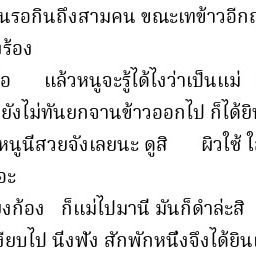 นรอกินถึงสามคน ขณะเทข้าวอีกถ
งร้อง
อ แล้วหนูจะรู้ได้ไงว่าเป็นแม่
ยังไม่ทันยกจานข้าวออกไป ก็ได้ยิน
หนูนีสวยจังเลยนะ ดูสิ ผิวใช้
อะ
งก้อง ก็แม่ไปมานี มันก็ดำล่ะสิ
งียบไป นีงฟัง สักพักหนึงจึงได้ยิน